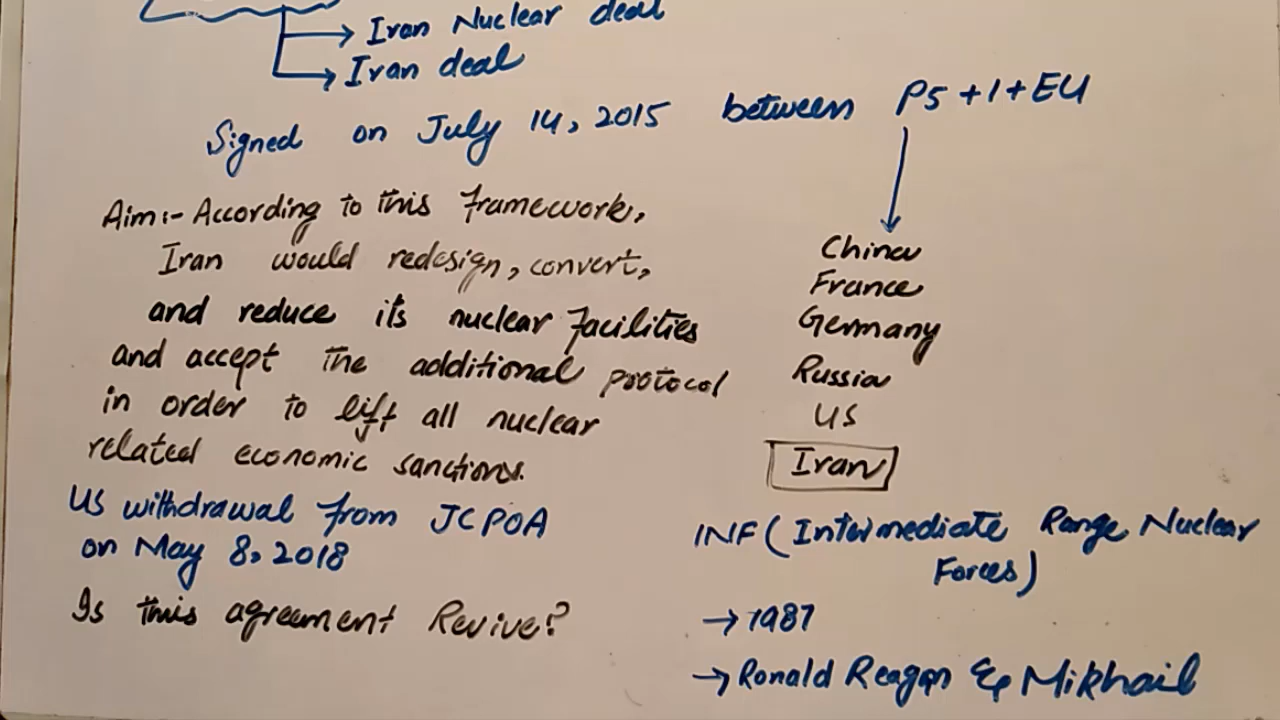 Iran Nuclear deal
Iran deal
Signed on July 14, 2015 between P5+1+EU
Aim:- According to this framework,
Iran would redesign, convert,
and reduce its nuclear facilities
and accept the additional protocol
in order to lift all nuclear
related economic sanctions.
US withdrawal from JCPOA
on May 8, 2018
Is this agreement Revive?
China
France
Germany
Russia
US
Iran
INF (Intermediate Range Nuclear
Forces)
→ 1987
→ Ronald Reagan & Mikhail